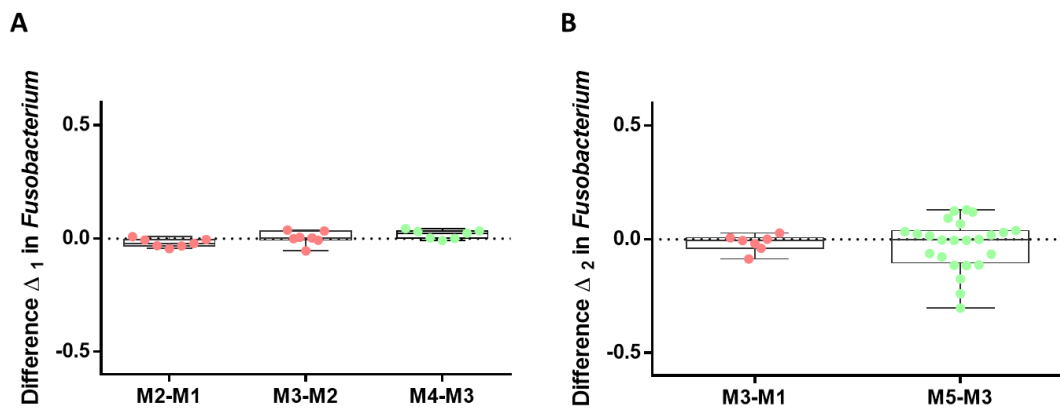 A
Difference Δ 1 in Fusobacterium
0.5
0.0
-0.5
M2-M1 M3-M2 M4-M3
B
Difference Δ 2 in Fusobacterium
0.5
0.0
-0.5
M3-M1 M5-M3